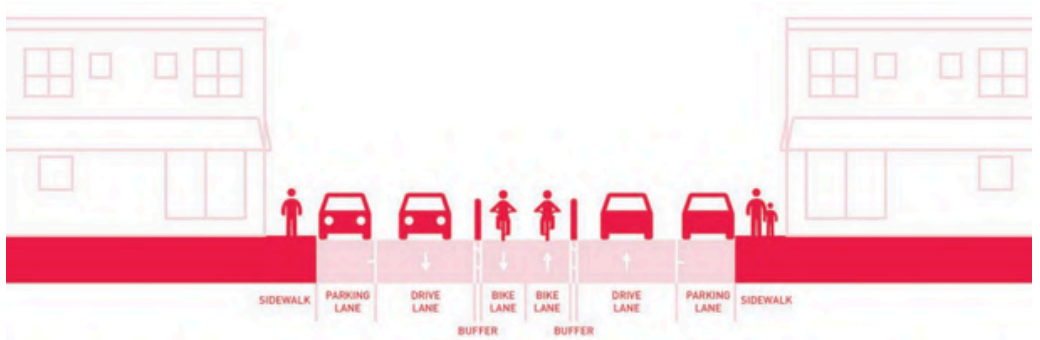 SIDEWALK
PARKING
LANE
DRIVE
LANE
BUFFER
BIKE
LANE
BIKE
LANE
BUFFER
DRIVE
LANE
PARKING
LANE
SIDEWALK